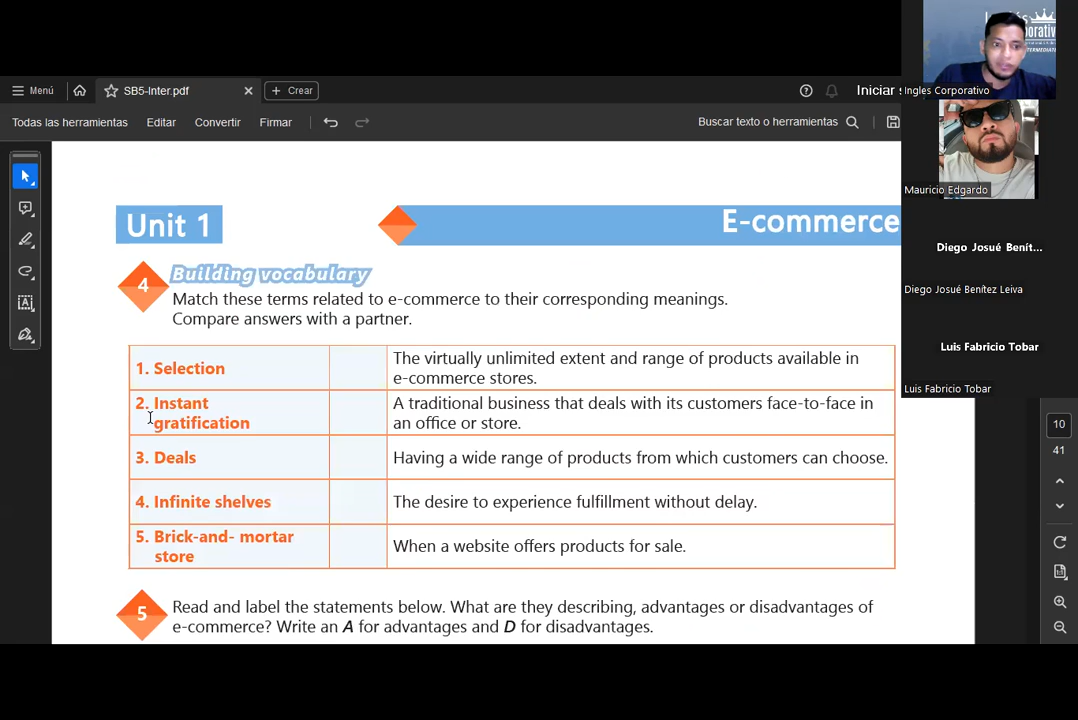 Menú
SB5-Inter.pdf
Crear
Iniciar s
Todas las herramientas
Editar
Convertir
Firmar
Buscar texto o herramientas
Unit 1
E-commerce
4
Building vocabulary
Match these terms related to e-commerce to their corresponding meanings.
Compare answers with a partner.
1. Selection
The virtually unlimited extent and range of products available in
e-commerce stores.
2. Instant
gratification
A traditional business that deals with its customers face-to-face in
an office or store.
3. Deals
Having a wide range of products from which customers can choose.
4. Infinite shelves
The desire to experience fulfillment without delay.
5. Brick-and- mortar
store
When a website offers products for sale.
5
Read and label the statements below. What are they describing, advantages or disadvantages of
e-commerce? Write an A for advantages and D for disadvantages.
Ingles Corporativo
Mauricio Edgardo
Diego Josué Benít...
Diego Josué Benítez Leiva
Luis Fabricio Tobar
Luis Fabricio Tobar
10
41